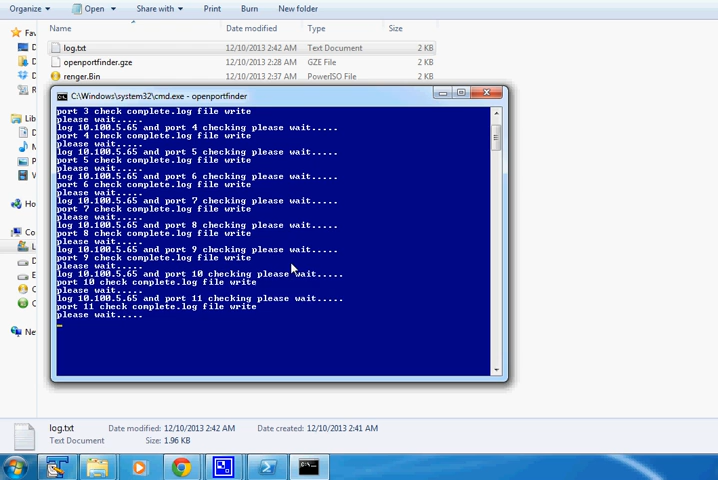 Organize
Open
Share with
Print
Burn
New folder
Name
Date modified
Type
Size
log.txt
12/10/2013 2:42 AM
Text Document
2 KB
openportfinder.gze
12/10/2013 2:28 AM
GZE File
2 KB
renger.Bin
12/10/2013 2:37 AM
PowerISO File
2 KB
C:\Windows\system32\cmd.exe - openportfinder
port 3 check complete.log file write
please wait.....
log 10.100.5.65 and port 4 checking please wait.....
port 4 check complete.log file write
please wait.....
log 10.100.5.65 and port 5 checking please wait.....
port 5 check complete.log file write
please wait.....
log 10.100.5.65 and port 6 checking please wait.....
port 6 check complete.log file write
please wait.....
log 10.100.5.65 and port 7 checking please wait.....
port 7 check complete.log file write
please wait.....
log 10.100.5.65 and port 8 checking please wait.....
port 8 check complete.log file write
please wait.....
log 10.100.5.65 and port 9 checking please wait.....
port 9 check complete.log file write
please wait.....
log 10.100.5.65 and port 10 checking please wait.....
port 10 check complete.log file write
please wait.....
log 10.100.5.65 and port 11 checking please wait.....
port 11 check complete.log file write
please wait.....
Fav
D
D
D
R
Lib
D
M
P
V
Ho
Co
L
D
E
C
C
Ne
log.txt
Date modified: 12/10/2013 2:42 AM
Date created: 12/10/2013 2:41 AM
Text Document
Size: 1.96 KB